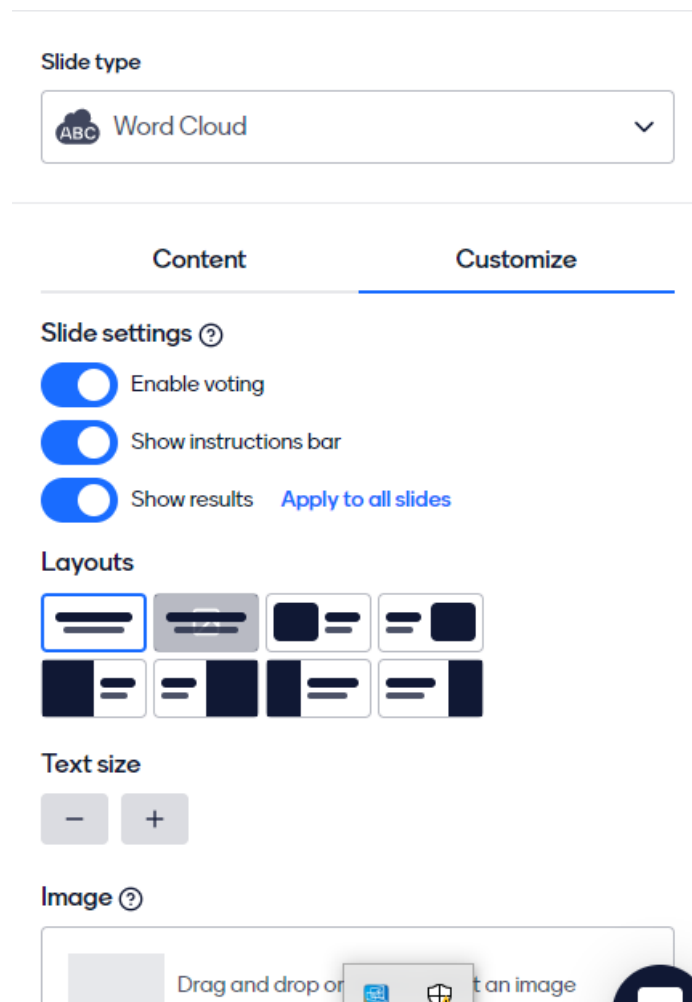 Slide type
ABC Word Cloud
Content Customize
Slide settings ?
Enable voting
Show instructions bar
Show results Apply to all slides
Layouts
Text size
− +
Image ?
Drag and drop or t an image